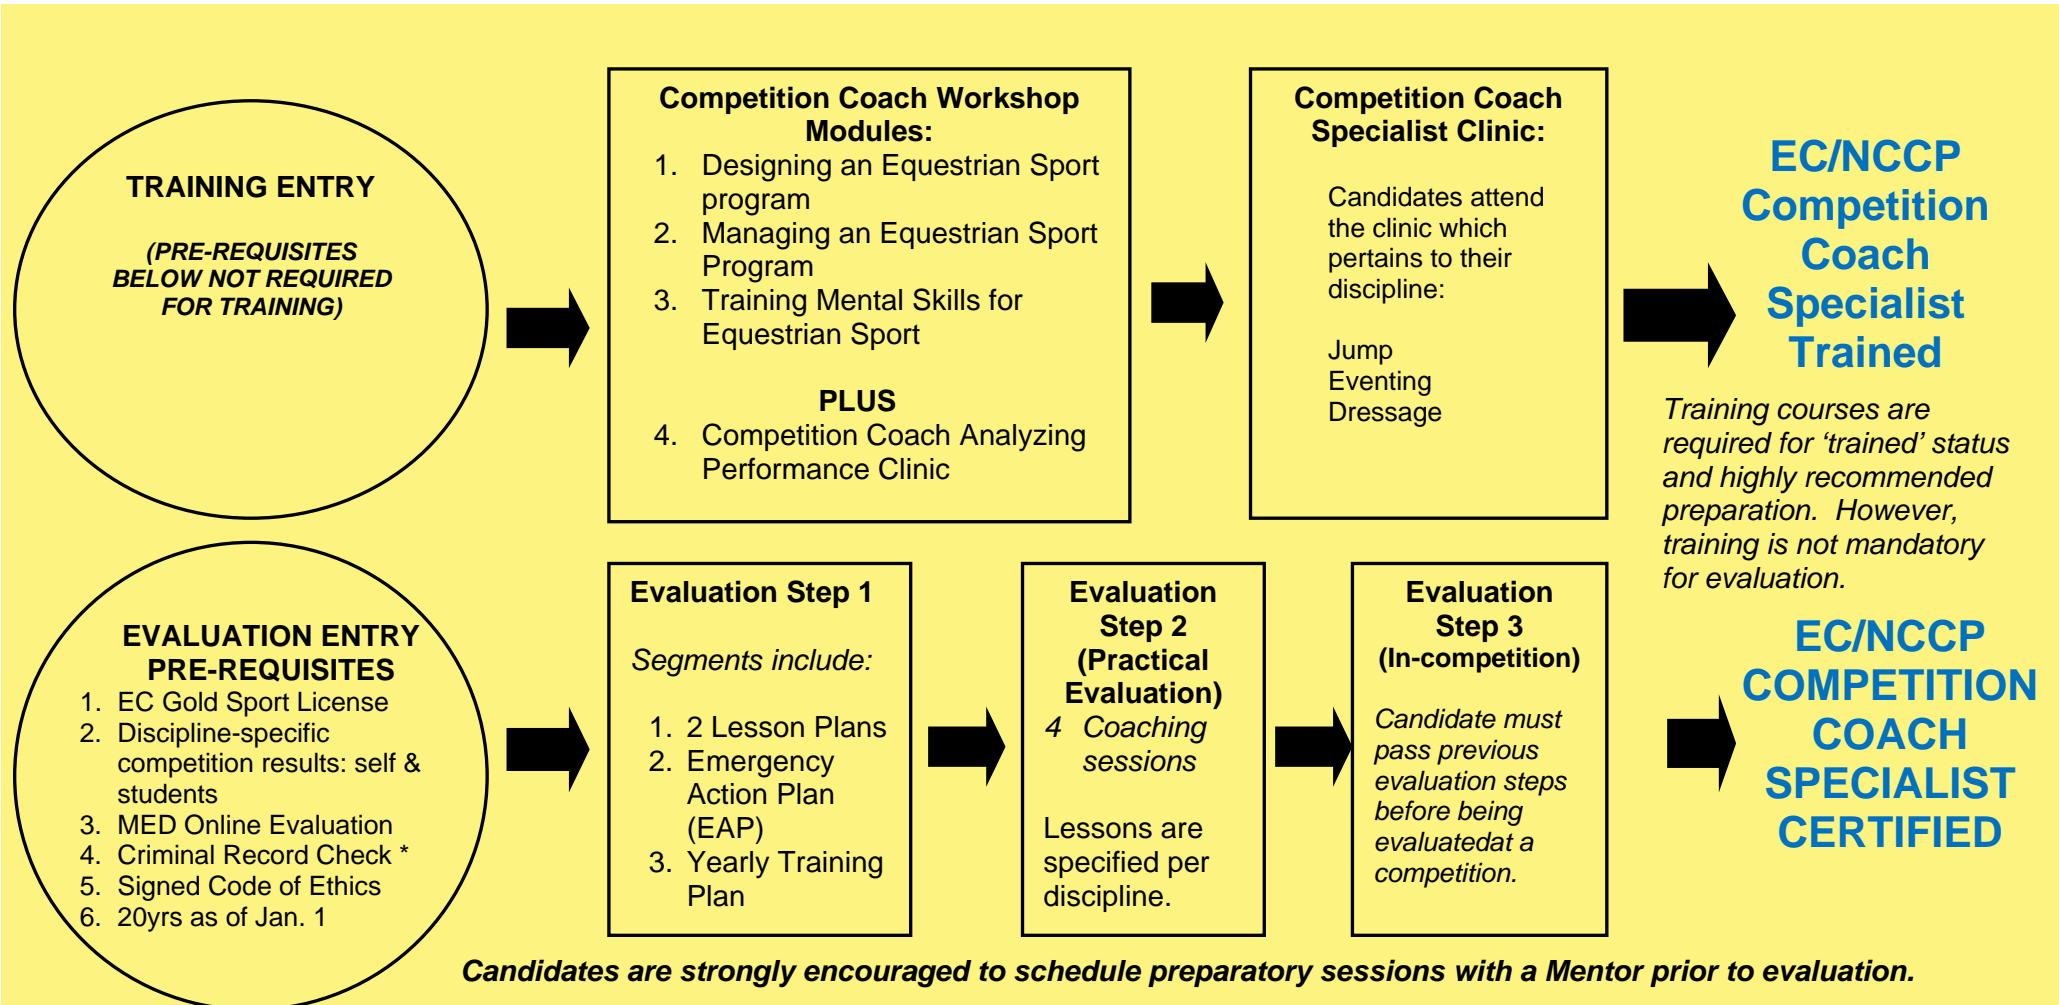 TRAINING ENTRY
(PRE-REQUISITES
BELOW NOT REQUIRED
FOR TRAINING)
Competition Coach Workshop
Modules:
1. Designing an Equestrian Sport
program
2. Managing an Equestrian Sport
Program
3. Training Mental Skills for
Equestrian Sport
PLUS
4. Competition Coach Analyzing
Performance Clinic
Competition Coach
Specialist Clinic:
Candidates attend
the clinic which
pertains to their
discipline:
Jump
Eventing
Dressage
EC/NCCP
Competition
Coach
Specialist
Trained
Training courses are
required for ‘trained’ status
and highly recommended
preparation. However,
training is not mandatory
for evaluation.
EVALUATION ENTRY
PRE-REQUISITES
1. EC Gold Sport License
2. Discipline-specific
competition results: self &
students
3. MED Online Evaluation
4. Criminal Record Check *
5. Signed Code of Ethics
6. 20yrs as of Jan. 1
Evaluation Step 1
Segments include:
1. 2 Lesson Plans
2. Emergency
Action Plan
(EAP)
3. Yearly Training
Plan
Evaluation
Step 2
(Practical
Evaluation)
4 Coaching
sessions
Lessons are
specified per
discipline.
Evaluation
Step 3
(In-competition)
Candidate must
pass previous
evaluation steps
before being
evaluatedat a
competition.
EC/NCCP
COMPETITION
COACH
SPECIALIST
CERTIFIED
Candidates are strongly encouraged to schedule preparatory sessions with a Mentor prior to evaluation.